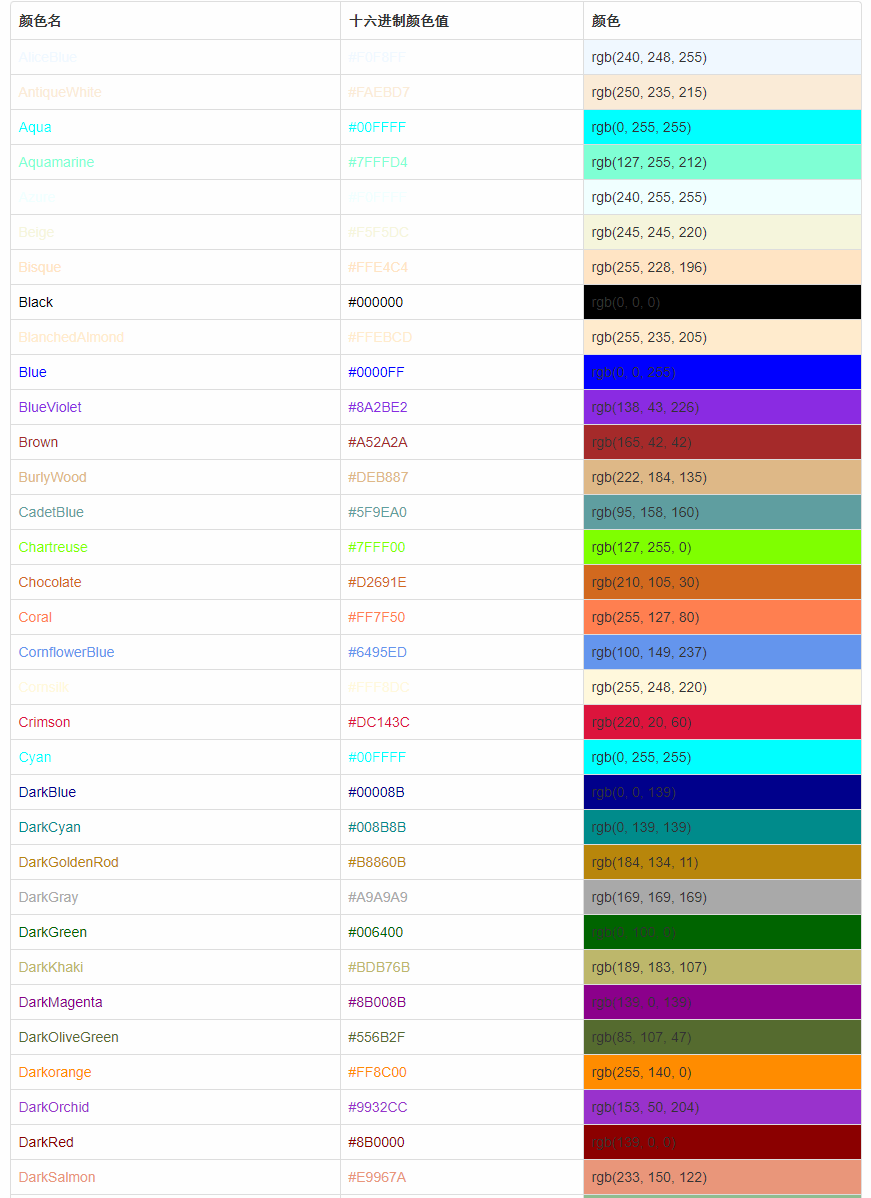 颜色名 十六进制颜色值 颜色
AliceBlue #F0F8FF rgb(240, 248, 255)
AntiqueWhite #FAEBD7 rgb(250, 235, 215)
Aqua #00FFFF rgb(0, 255, 255)
Aquamarine #7FFFD4 rgb(127, 255, 212)
rgb(240, 255, 255)
Beige #F5F5DC rgb(245, 245, 220)
Bisque #FFE4C4 rgb(255, 228, 196)
Black #000000 rgb(0, 0, 0)
BlanchedAlmond #FFEBCD rgb(255, 235, 205)
Blue #0000FF rgb(0, 0, 255)
BlueViolet #8A2BE2 rgb(138, 43, 226)
Brown #A52A2A rgb(165, 42, 42)
BurlyWood #DEB887 rgb(222, 184, 135)
CadetBlue #5F9EA0 rgb(95, 158, 160)
Chartreuse #7FFF00 rgb(127, 255, 0)
Chocolate #D2691E rgb(210, 105, 30)
Coral #FF7F50 rgb(255, 127, 80)
CornflowerBlue #6495ED rgb(100, 149, 237)
Cornsilk #FFF8DC rgb(255, 248, 220)
Crimson #DC143C rgb(220, 20, 60)
Cyan #00FFFF rgb(0, 255, 255)
DarkBlue #00008B rgb(0, 0, 139)
DarkCyan #008B8B rgb(0, 139, 139)
DarkGoldenRod #B8860B rgb(184, 134, 11)
DarkGray #A9A9A9 rgb(169, 169, 169)
DarkGreen #006400 rgb(0, 100, 0)
DarkKhaki #BDB76B rgb(189, 183, 107)
DarkMagenta #8B008B rgb(139, 0, 139)
DarkOliveGreen #556B2F rgb(85, 107, 47)
Darkorange #FF8C00 rgb(255, 140, 0)
DarkOrchid #9932CC rgb(153, 50, 204)
DarkRed #8B0000 rgb(139, 0, 0)
DarkSalmon #E9967A rgb(233, 150, 122)